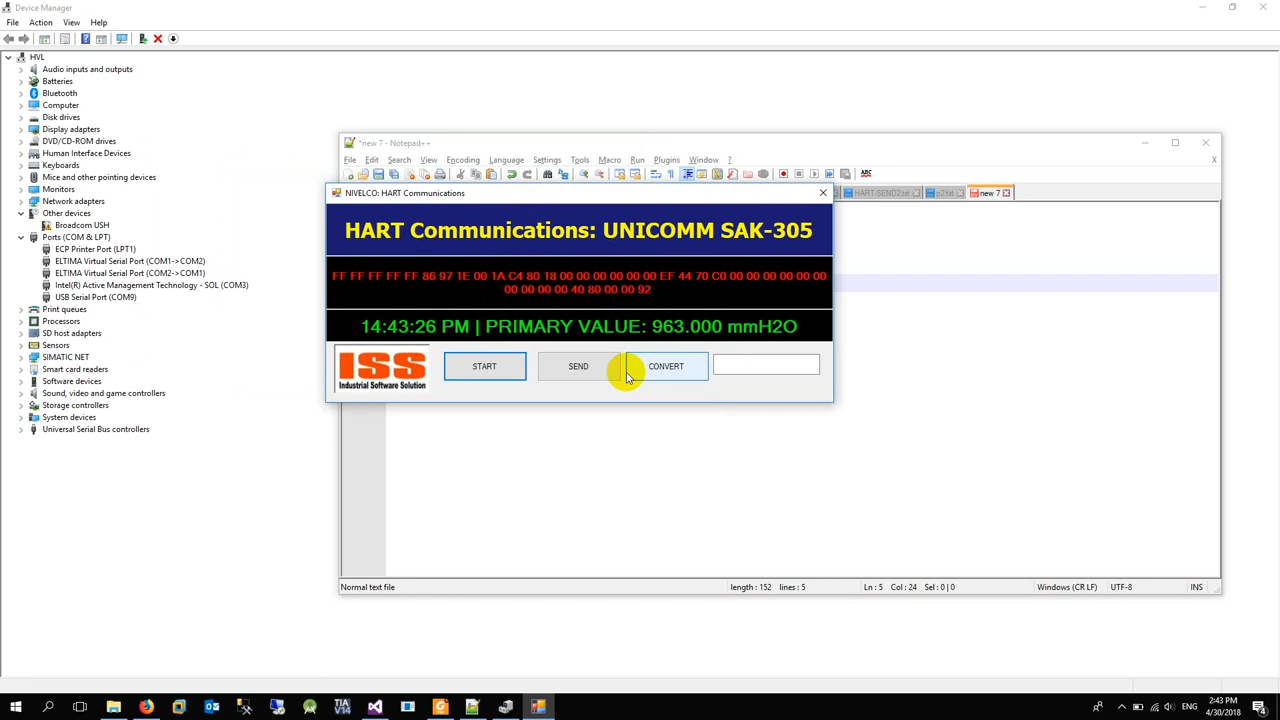 Device Manager
File Action View Help
HVL
Audio inputs and outputs
Batteries
Bluetooth
Computer
Disk drives
Display adapters
DVD/CD-ROM drives
Human Interface Devices
Keyboards
Mice and other pointing devices
Monitors
Network adapters
Other devices
Broadcom USH
Ports (COM & LPT)
ECP Printer Port (LPT1)
ELTIMA Virtual Serial Port (COM1->COM2)
ELTIMA Virtual Serial Port (COM2->COM1)
Intel(R) Active Management Technology - SOL (COM3)
USB Serial Port (COM9)
Print queues
Processors
SD host adapters
Sensors
SIMATIC NET
Smart card readers
Software devices
Sound, video and game controllers
Storage controllers
System devices
Universal Serial Bus controllers
*new 7 - Notepad++
File Edit Search View Encoding Language Settings Tools Macro Run Plugins Window ? X
HART-SEND2.txt p2.txt new 7
NIVELCO: HART Communications
HART Communications: UNICOMM SAK-305
FF FF FF FF FF 86 97 1E 00 1A C4 80 18 00 00 00 00 00 00 EF 44 70 C0 00 00 00 00 00 00
00 00 00 00 40 80 00 00 92
14:43:26 PM | PRIMARY VALUE: 963.000 mmH2O
ISS
Industrial Software Solution
START SEND CONVERT
Normal text file length : 152 lines : 5 Ln : 5 Col : 24 Sel : 0 | 0 Windows (CR LF) UTF-8 INS
TIA V14
ENG
2:43 PM
4/30/2018
4